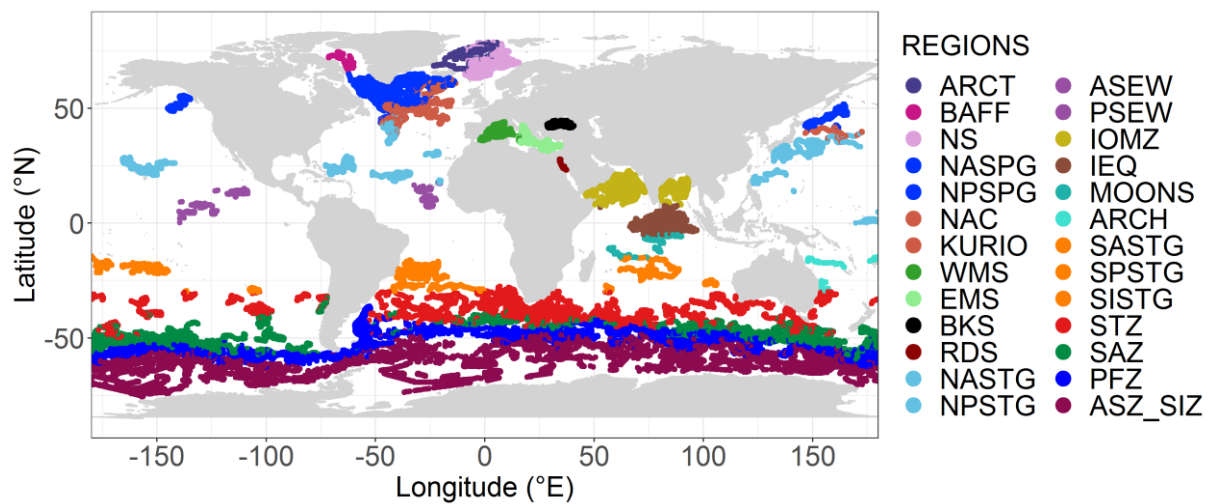 REGIONS
ARCT
BAFF
NS
NASPG
NPSPG
NAC
KURIO
WMS
EMS
BKS
RDS
NASTG
NPSTG
ASEW
PSEW
IOMZ
IEQ
MOONS
ARCH
SASTG
SPSTG
SISTG
STZ
SAZ
PFZ
ASZ_SIZ
Latitude (°N)
50
0
-50
-150 -100 -50 0 50 100 150
Longitude (°E)